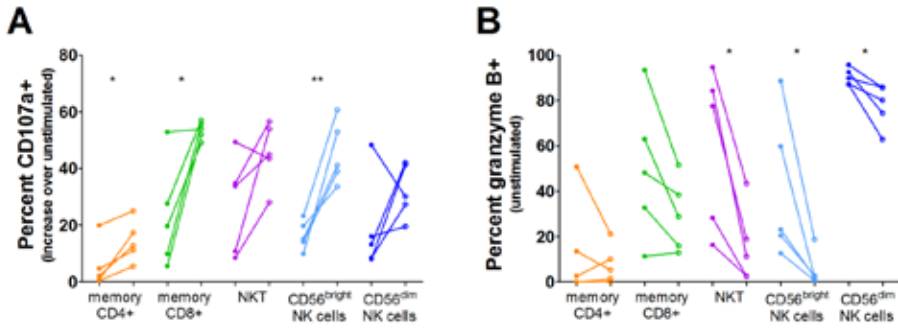 A
Percent CD107a+
(increase over unstimulated)
80
60
40
20
0
*
*
**
memory
CD4+
memory
CD8+
NKT
CD56bright
NK cells
CD56dim
NK cells
B
Percent granzyme B+
(unstimulated)
100
80
60
40
20
0
*
*
*
memory
CD4+
memory
CD8+
NKT
CD56bright
NK cells
CD56dim
NK cells